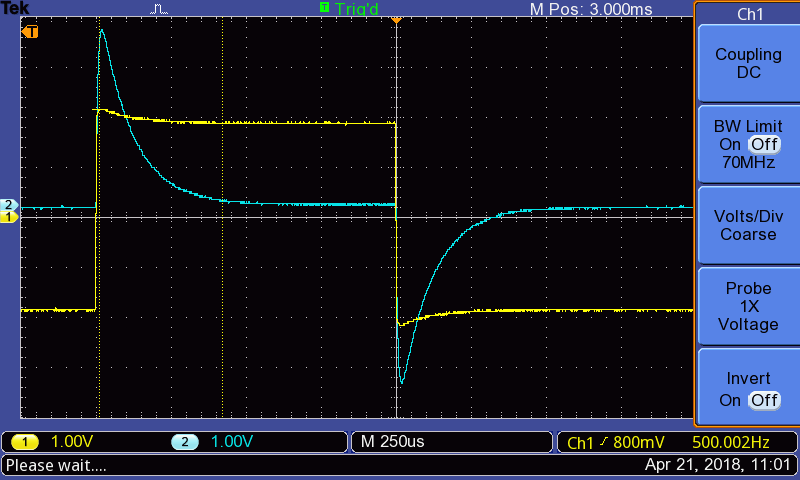 Tek T Trig'd M Pos: 3.000ms Ch1
T
Coupling
DC
BW Limit
On Off
70MHz
2
1
Volts/Div
Coarse
Probe
1X
Voltage
Invert
On Off
1 1.00V 2 1.00V M 250us Ch1 800mV 500.002Hz
Please wait.... Apr 21, 2018, 11:01